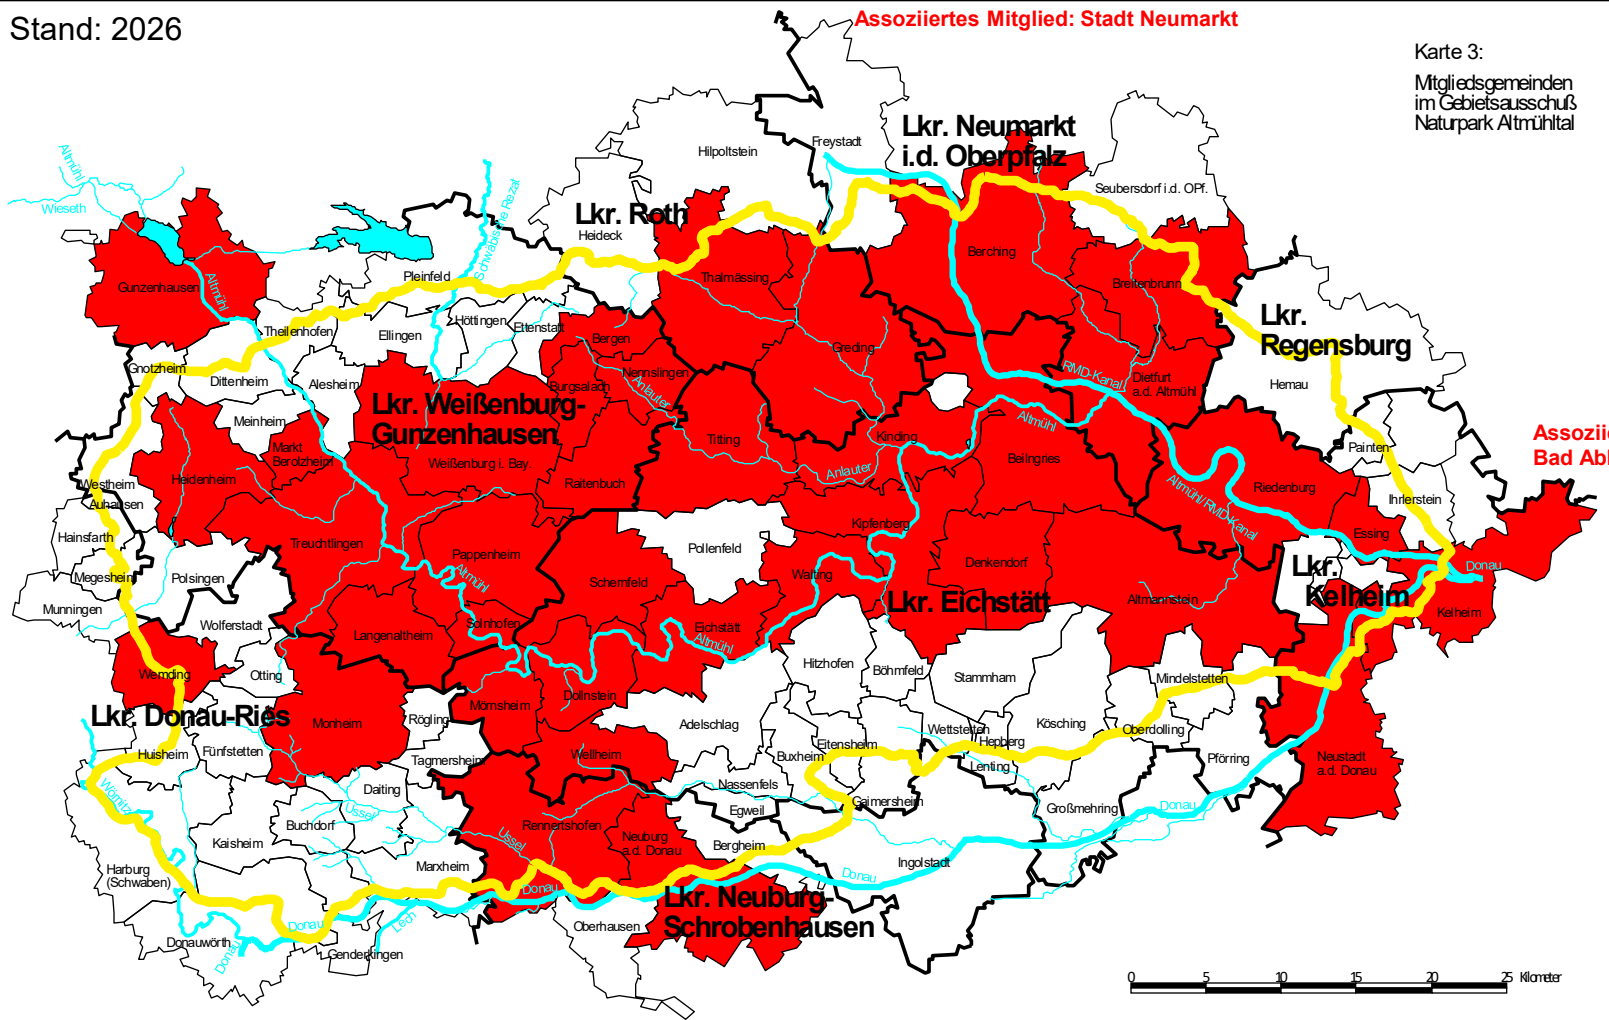 Stand: 2026
Assoziiertes Mitglied: Stadt Neumarkt
Karte 3:
Mitgliedsgemeinden
im Gebietsausschuß
Naturpark Altmühltal
Freystadt
Lkr. Neumarkt
i.d. Oberpfalz
Hilpoltstein
Altmühl
Wieseth
Schwäbische Rezat
Seubersdorf i.d. OPf.
Lkr. Roth
Heideck
Berching
Pleinfeld
Thalmässing
Breitenbrunn
Gunzenhausen
Altmühl
Lkr.
Regensburg
Höttingen
Ettenstatt
Theilenhofen
Ellingen
Bergen
Greding
Gnotzheim
Dittenheim
Alesheim
Nennslingen
Burgsalach
RMD-Kanal
Dietfurt
a.d. Altmühl
Hemau
Anlauter
Lkr. Weißenburg-
Gunzenhausen
Meinheim
Altmühl
Markt
Berolzheim
Titting
Kinding
Assoziie
Bad Abb
Painten
Weißenburg i. Bay.
Beilngries
Heidenheim
Anlauter
Westheim
Raitenbuch
Riedenburg
Auhausen
Altmühl/RMD-Kanal
Ihrlerstein
Hainsfarth
Treuchtlingen
Kipfenberg
Essing
Pappenheim
Pollenfeld
Denkendorf
Lkr.
Kelheim
Donau
Megesheim
Polsingen
Altmühl
Schernfeld
Walting
Munningen
Altmannstein
Lkr. Eichstätt
Kelheim
Wolferstadt
Langenaltheim
Solnhofen
Eichstätt
Altmühl
Hitzhofen
Böhmfeld
Wemding
Otting
Stammham
Mindelstetten
Dollnstein
Mörnsheim
Lkr. Donau-Ries
Monheim
Rögling
Adelschlag
Kösching
Wettstetten
Oberdolling
Hepberg
Eitensheim
Huisheim
Fünfstetten
Tagmersheim
Wellheim
Buxheim
Lenting
Pförring
Neustadt
a.d. Donau
Nassenfels
Daiting
Wörnitz
Gaimersheim
Egweil
Großmehring
Donau
Ussel
Buchdorf
Rennertshofen
Ussel
Kaisheim
Neuburg
a.d. Donau
Bergheim
Harburg
(Schwaben)
Marxheim
Ingolstadt
Donau
Donau
Lkr. Neuburg-
Schrobenhausen
Lech
Donau
Oberhausen
Donauwörth
Donau
Genderkingen
0 5 10 15 20 25 Kilometer